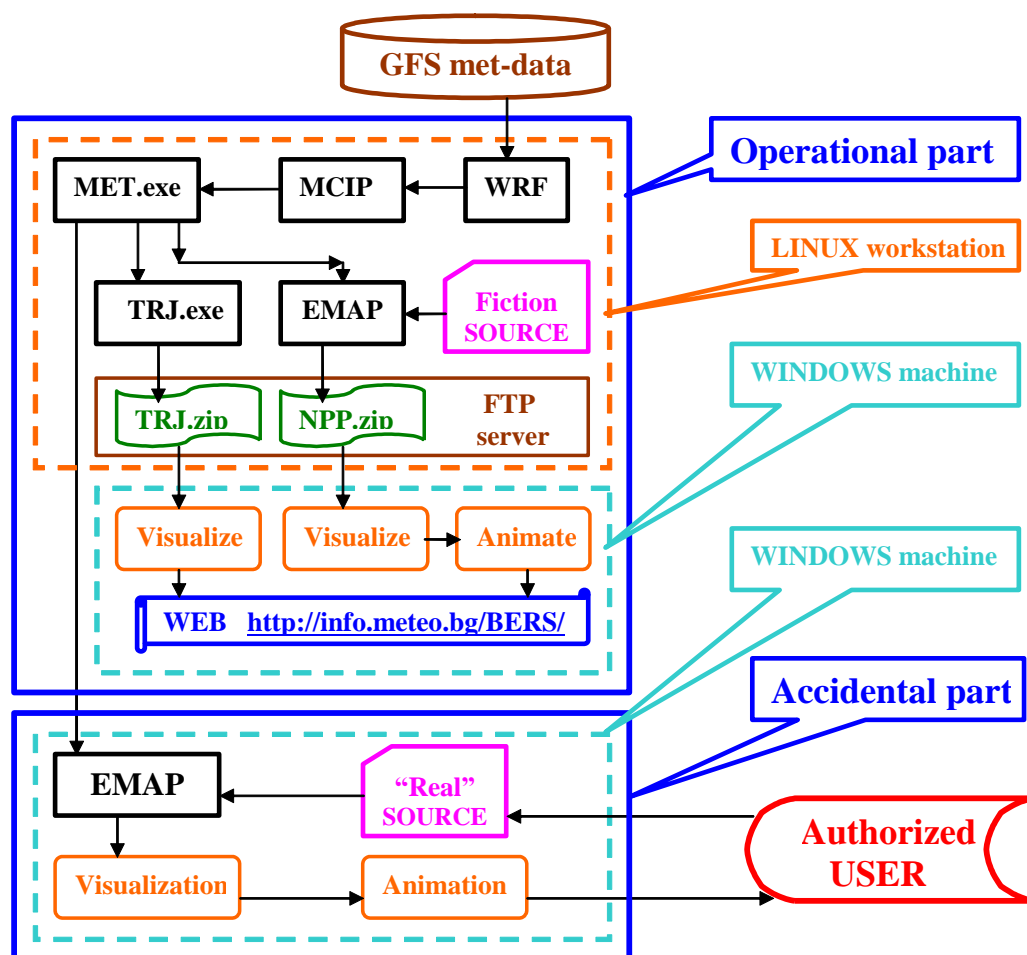 GFS met-data
Operational part
MET.exe
MCIP
WRF
LINUX workstation
TRJ.exe
EMAP
Fiction
SOURCE
WINDOWS machine
TRJ.zip
NPP.zip
FTP
server
Visualize
Visualize
Animate
WINDOWS machine
WEB http://info.meteo.bg/BERS/
Accidental part
EMAP
“Real”
SOURCE
Authorized
USER
Visualization
Animation